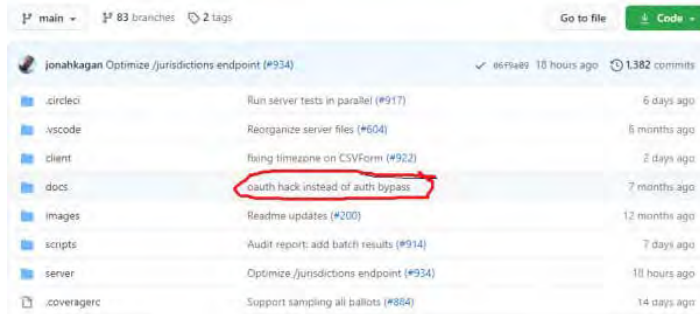 main 83 branches 2 tags Go to file Code
jonahkagan Optimize /jurisdictions endpoint (#934) 18 hours ago 1,382 commits
.circleci Run server tests in parallel (#917) 6 days ago
.vscode Reorganize server files (#604) 6 months ago
client fixing timezone on CSVForm (#922) 2 days ago
docs oauth hack instead of auth bypass 7 months ago
images Readme updates (#200) 12 months ago
scripts Audit report: add batch results (#914) 7 days ago
server Optimize /jurisdictions endpoint (#934) 18 hours ago
.coveragerc Support sampling all ballots (#884) 14 days ago